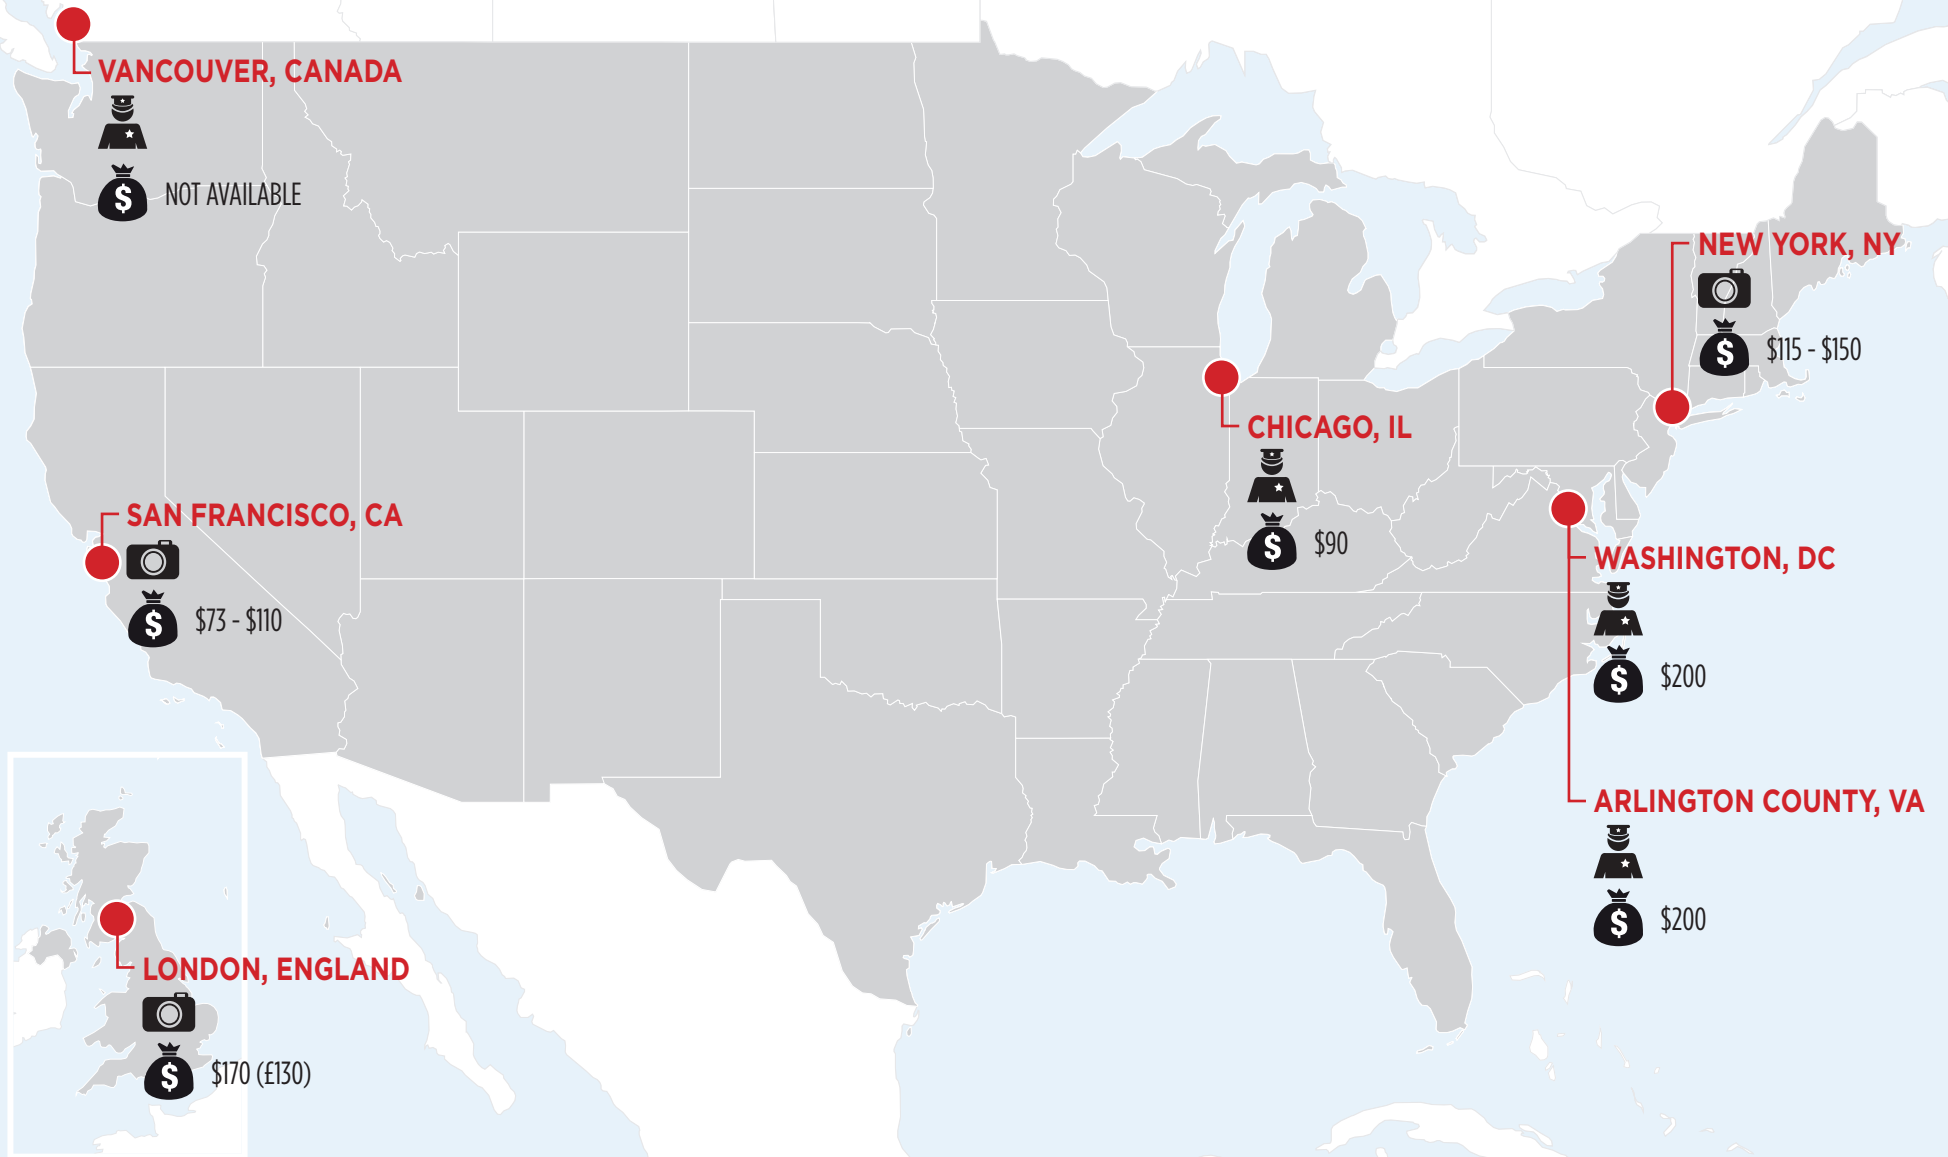 VANCOUVER, CANADA
$ NOT AVAILABLE
NEW YORK, NY
$ $115 - $150
CHICAGO, IL
$ $90
SAN FRANCISCO, CA
$ $73 - $110
WASHINGTON, DC
$ $200
ARLINGTON COUNTY, VA
$ $200
LONDON, ENGLAND
$ $170 (£130)